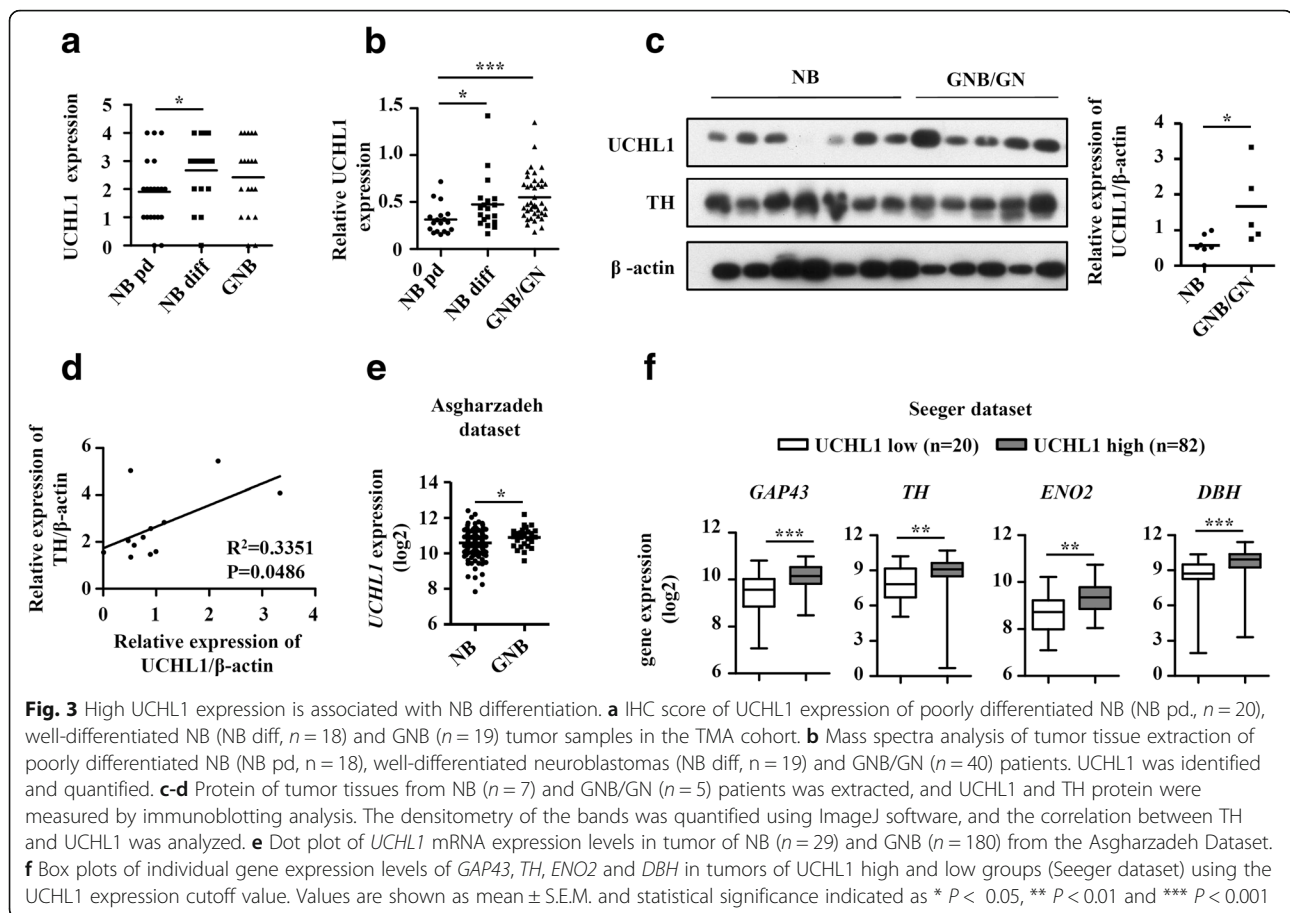 a
UCHL1 expression
5
4
3
2
1
0
*
NB pd
NB diff
GNB
b
Relative UCHL1
expression
1.5
1.0
0.5
0
0
***
*
NB pd
NB diff
GNB/GN
c
NB
GNB/GN
UCHL1
TH
β -actin
Relative expression of
UCHL1/β-actin
4
3
2
1
0
*
NB
GNB/GN
d
Relative expression of
TH/β-actin
6
4
2
0
0 1 2 3 4
R²=0.3351
P=0.0486
Relative expression of
UCHL1/β-actin
e
Asgharzadeh
dataset
UCHL1 expression
(log2)
14
12
10
8
6
*
NB
GNB
f
Seeger dataset
UCHL1 low (n=20) UCHL1 high (n=82)
gene expression
(log2)
GAP43
12
10
8
6
***
TH
12
9
6
3
0
**
ENO2
12
10
8
6
**
DBH
12
9
6
3
0
***
Fig. 3 High UCHL1 expression is associated with NB differentiation. a IHC score of UCHL1 expression of poorly differentiated NB (NB pd., n = 20),
well-differentiated NB (NB diff, n = 18) and GNB (n = 19) tumor samples in the TMA cohort. b Mass spectra analysis of tumor tissue extraction of
poorly differentiated NB (NB pd, n = 18), well-differentiated neuroblastomas (NB diff, n = 19) and GNB/GN (n = 40) patients. UCHL1 was identified
and quantified. c-d Protein of tumor tissues from NB (n = 7) and GNB/GN (n = 5) patients was extracted, and UCHL1 and TH protein were
measured by immunoblotting analysis. The densitometry of the bands was quantified using ImageJ software, and the correlation between TH
and UCHL1 was analyzed. e Dot plot of UCHL1 mRNA expression levels in tumor of NB (n = 29) and GNB (n = 180) from the Asgharzadeh Dataset.
f Box plots of individual gene expression levels of GAP43, TH, ENO2 and DBH in tumors of UCHL1 high and low groups (Seeger dataset) using the
UCHL1 expression cutoff value. Values are shown as mean ± S.E.M. and statistical significance indicated as * P < 0.05, ** P < 0.01 and *** P < 0.001